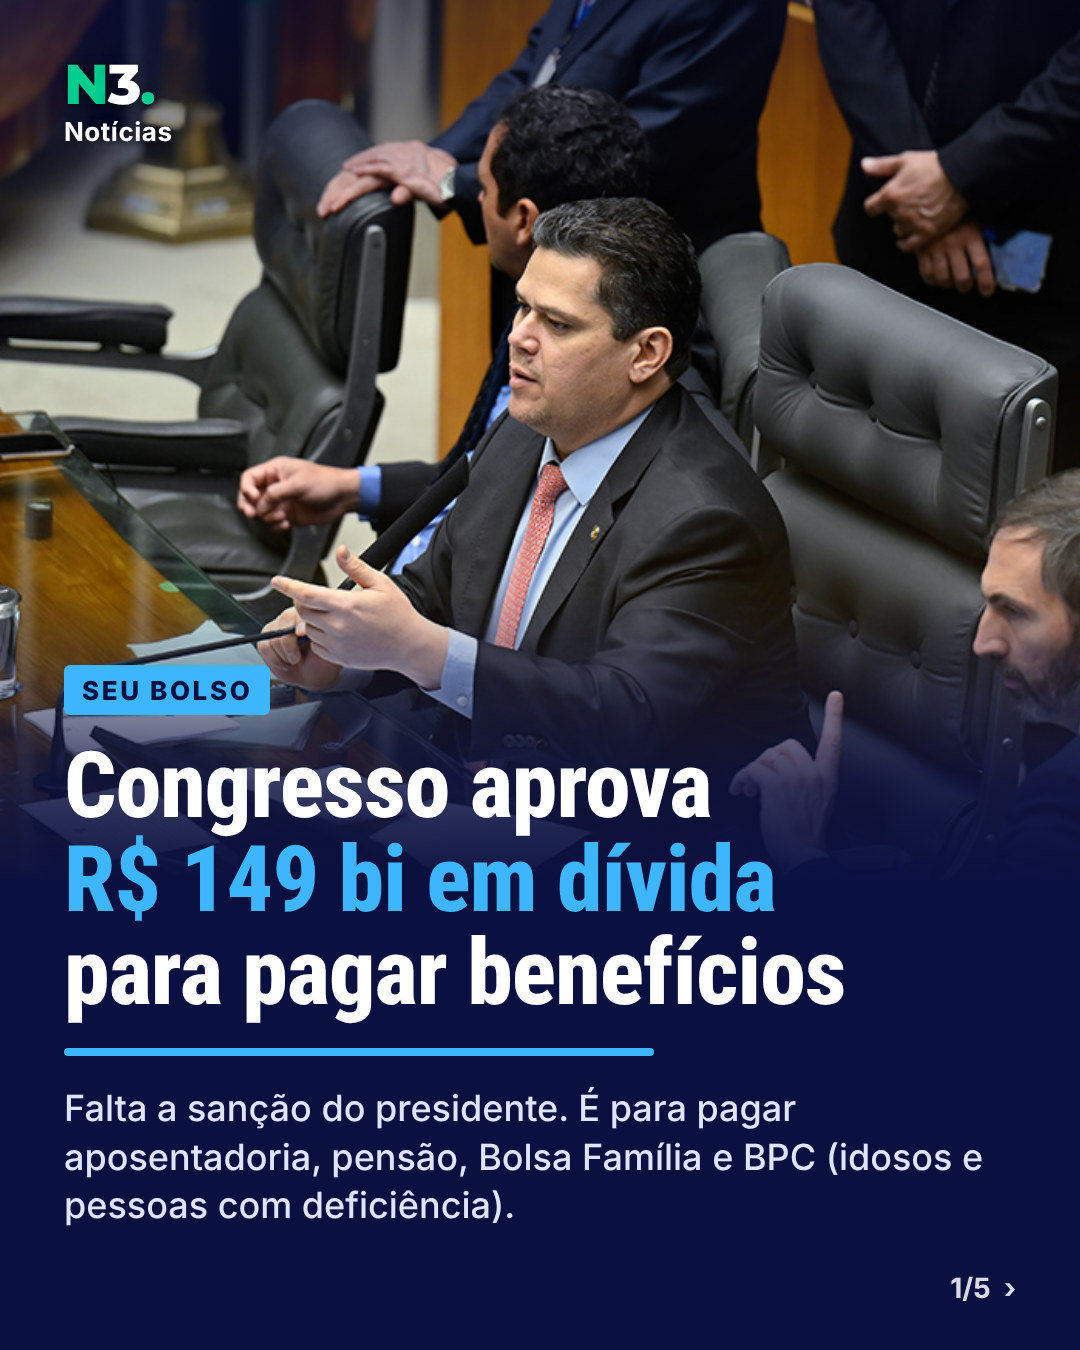 N3.
Notícias
SEU BOLSO
Congresso aprova
R$ 149 bi em dívida
para pagar benefícios
Falta a sanção do presidente. É para pagar
aposentadoria, pensão, Bolsa Família e BPC (idosos e
pessoas com deficiência).
1/5 ›